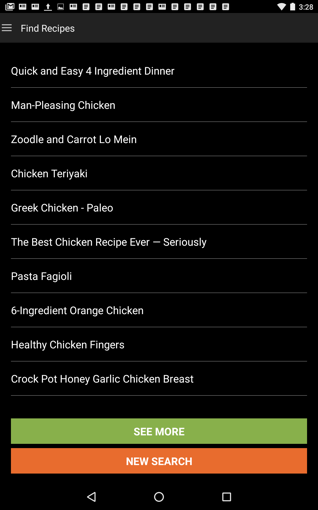 3:28
Find Recipes
Quick and Easy 4 Ingredient Dinner
Man-Pleasing Chicken
Zoodle and Carrot Lo Mein
Chicken Teriyaki
Greek Chicken - Paleo
The Best Chicken Recipe Ever — Seriously
Pasta Fagioli
6-Ingredient Orange Chicken
Healthy Chicken Fingers
Crock Pot Honey Garlic Chicken Breast
SEE MORE
NEW SEARCH